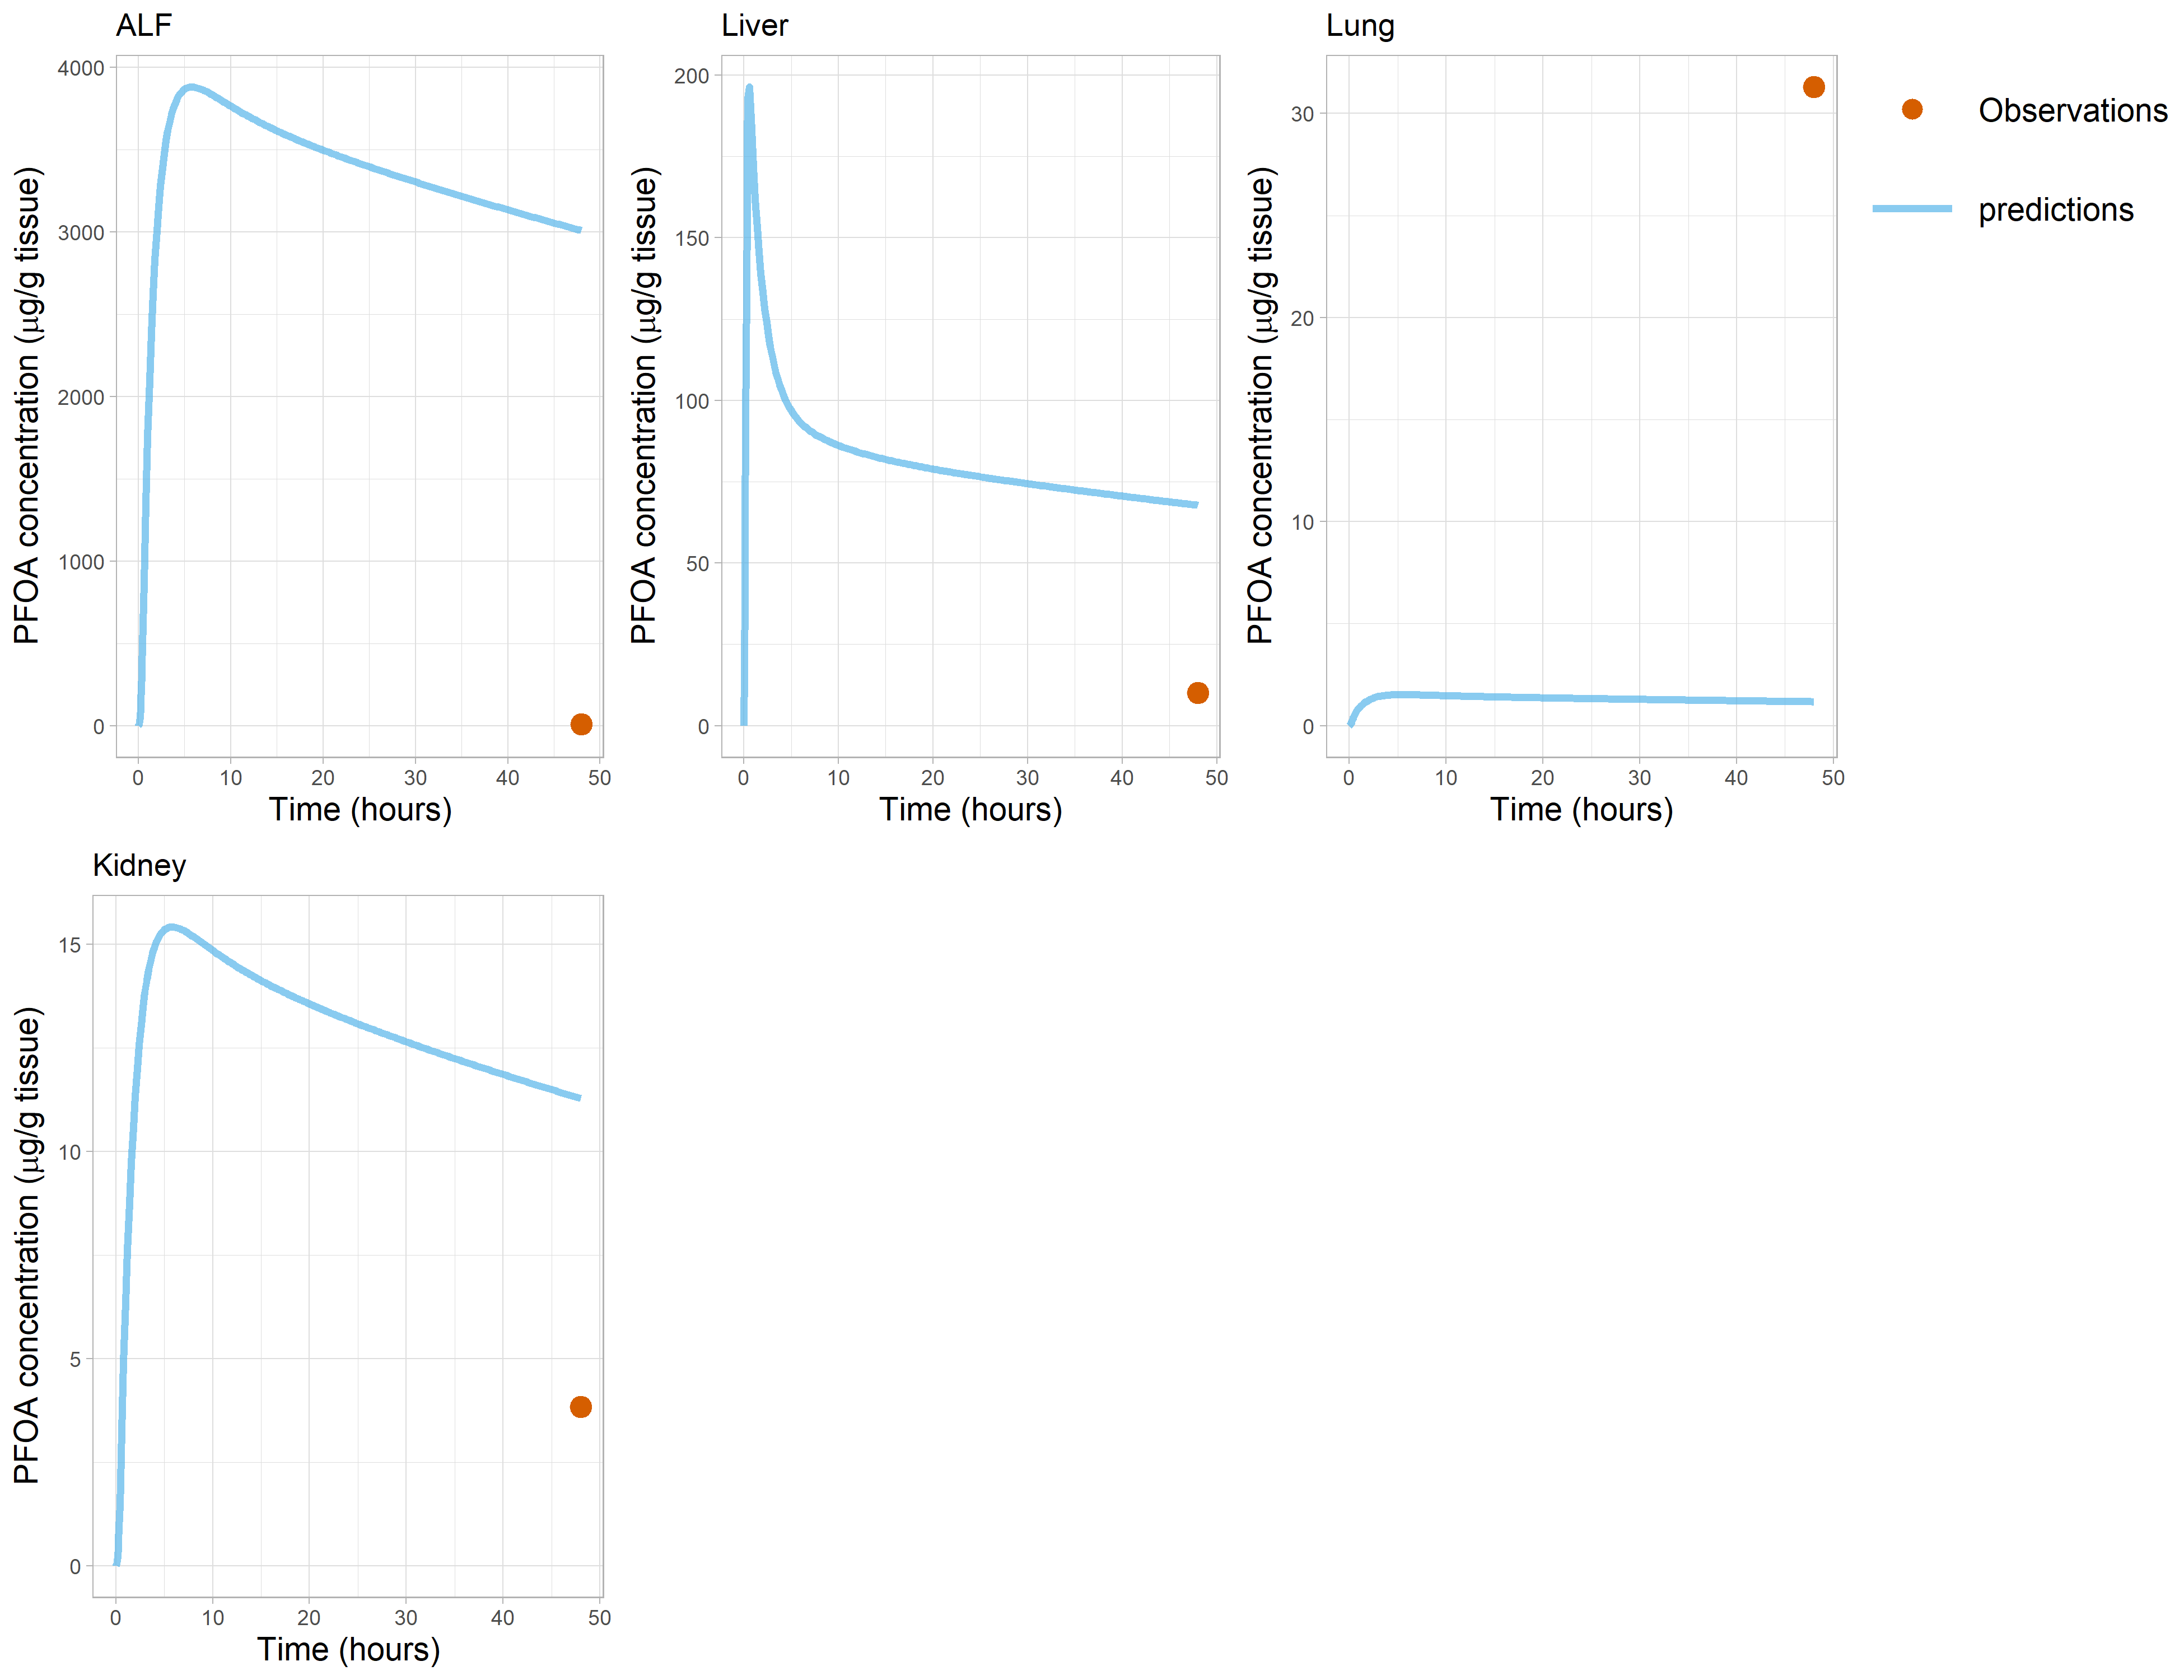 ALF
Liver
Lung
4000
3000
2000
1000
0
PFOA concentration (μg/g tissue)
0 10 20 30 40 50
Time (hours)
200
150
100
50
0
PFOA concentration (μg/g tissue)
0 10 20 30 40 50
Time (hours)
30
20
10
0
PFOA concentration (μg/g tissue)
0 10 20 30 40 50
Time (hours)
Observations
predictions
Kidney
15
10
5
0
PFOA concentration (μg/g tissue)
0 10 20 30 40 50
Time (hours)